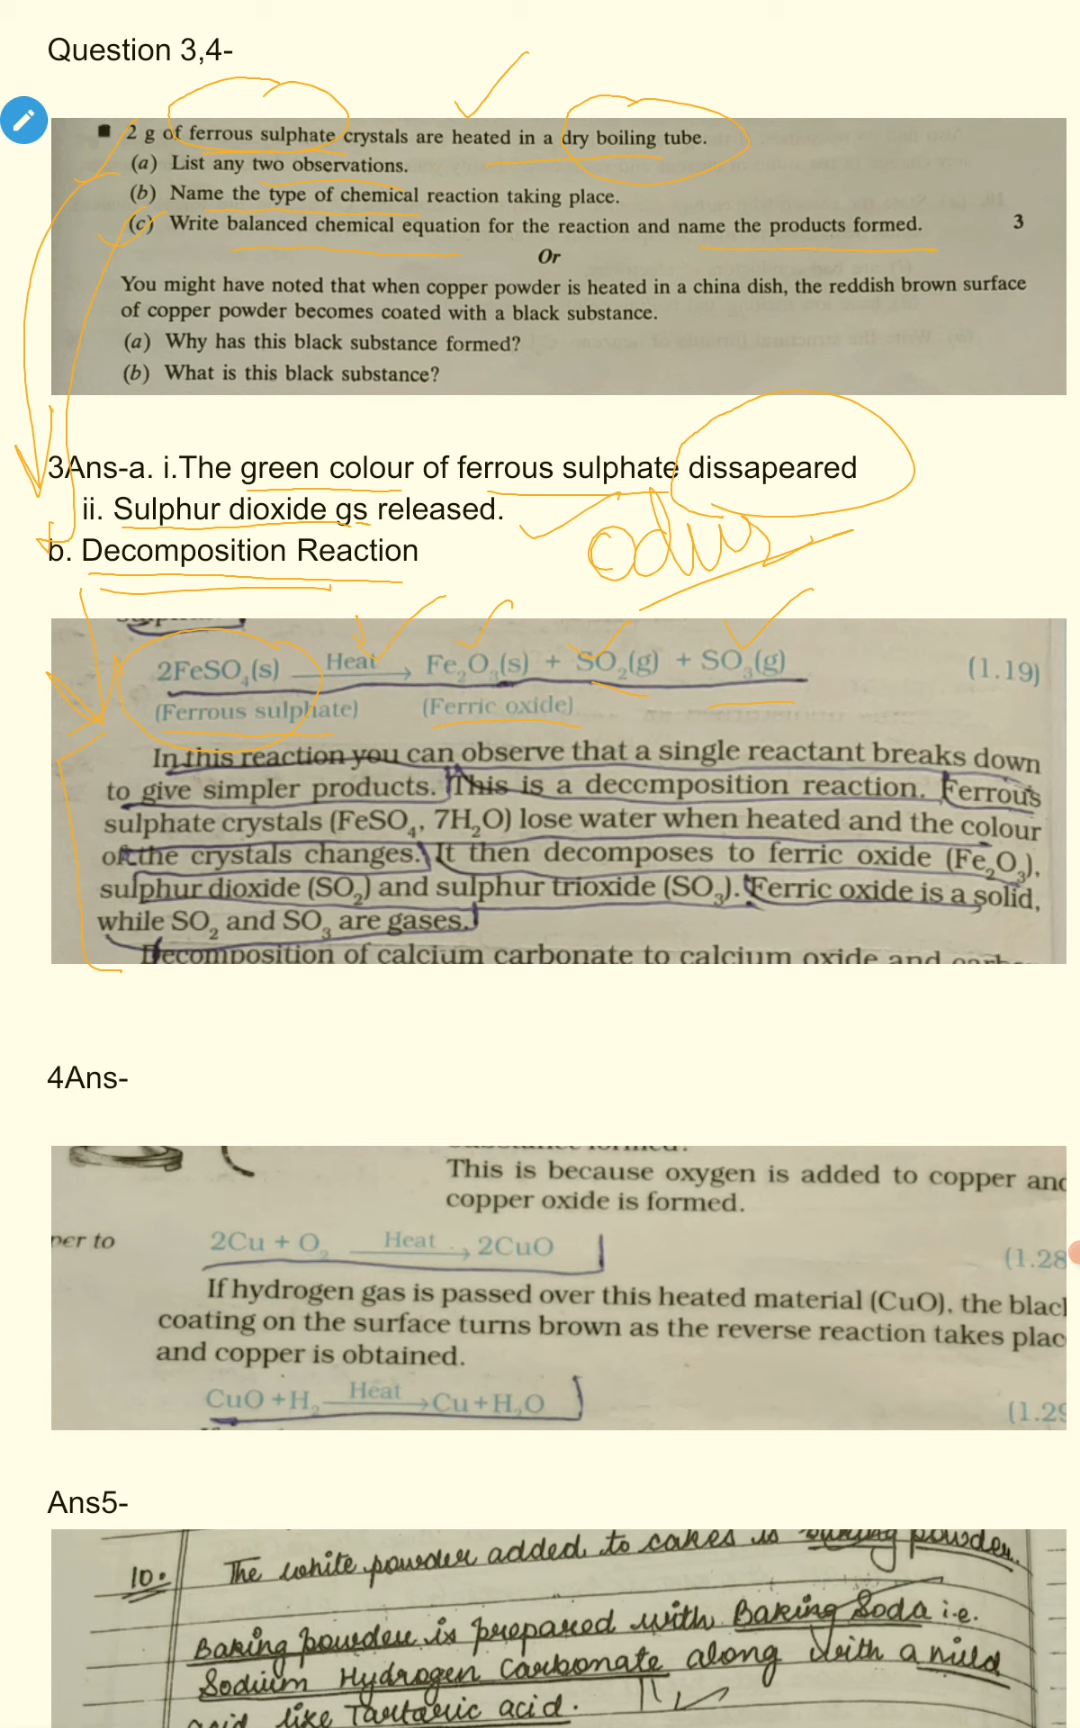 Question 3,4-
2 g of ferrous sulphate crystals are heated in a dry boiling tube.
(a) List any two observations.
(b) Name the type of chemical reaction taking place.
(c) Write balanced chemical equation for the reaction and name the products formed. 3
Or
You might have noted that when copper powder is heated in a china dish, the reddish brown surface
of copper powder becomes coated with a black substance.
(a) Why has this black substance formed?
(b) What is this black substance?
3Ans-a. i.The green colour of ferrous sulphate dissapeared
ii. Sulphur dioxide gs released.
b. Decomposition Reaction
2FeSO₄(s) Heat → Fe₂O₃(s) + SO₂(g) + SO₃(g) (1.19)
(Ferrous sulphate) (Ferric oxide)
In this reaction you can observe that a single reactant breaks down
to give simpler products. This is a decomposition reaction. Ferrous
sulphate crystals (FeSO₄, 7H₂O) lose water when heated and the colour
of the crystals changes. It then decomposes to ferric oxide (Fe₂O₃),
sulphur dioxide (SO₂) and sulphur trioxide (SO₃). Ferric oxide is a solid,
while SO₂ and SO₃ are gases.
Decomposition of calcium carbonate to calcium oxide and
4Ans-
This is because oxygen is added to copper and
copper oxide is formed.
per to
2Cu + O₂ Heat → 2CuO (1.28
If hydrogen gas is passed over this heated material (CuO), the black
coating on the surface turns brown as the reverse reaction takes plac
and copper is obtained.
CuO +H₂ Heat → Cu+H₂O (1.29
Ans5-
10. The white powder added to cakes is baking powder.
Baking powder is prepared with Baking Soda i.e.
Sodium Hydrogen Carbonate along with a mild
acid like Tartaric acid.